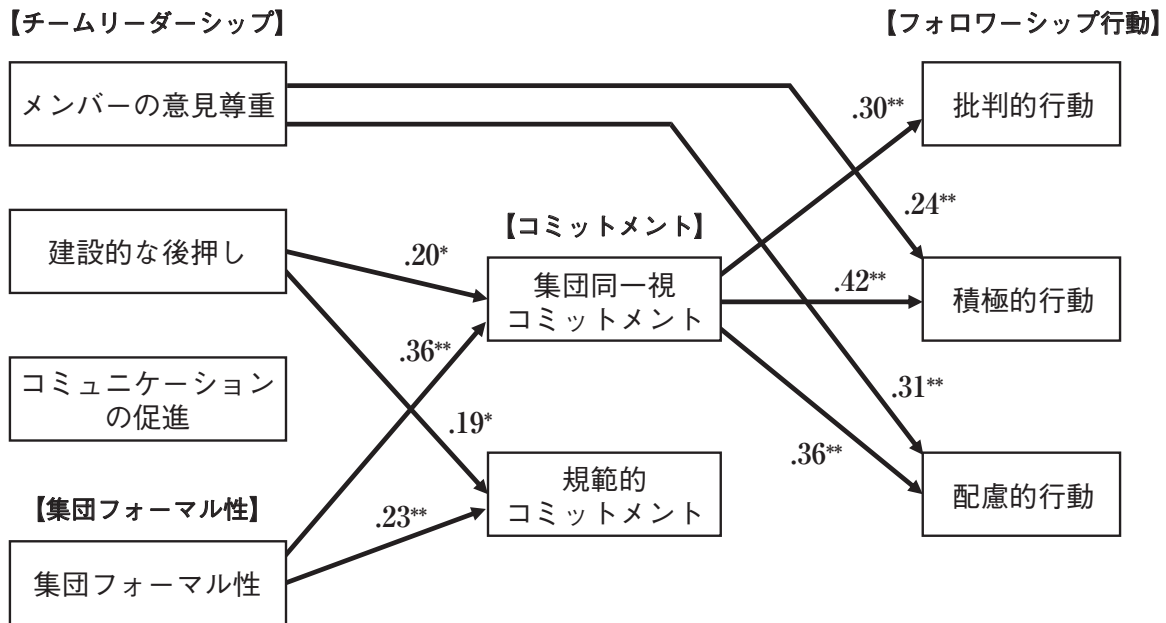 【チームリーダーシップ】
【フォロワーシップ行動】
メンバーの意見尊重
批判的行動
.30**
.24**
建設的な後押し
【コミットメント】
.20*
集団同一視
コミットメント
.42**
積極的行動
.36**
コミュニケーション
の促進
.31**
.19*
.36**
規範的
コミットメント
配慮的行動
【集団フォーマル性】
.23**
集団フォーマル性